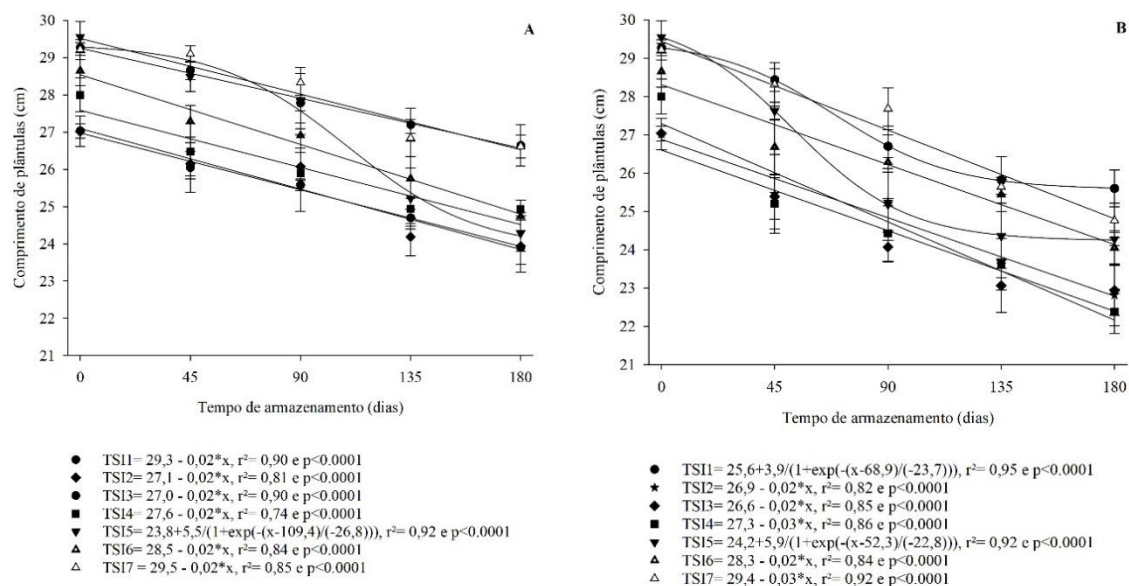 A
Comprimento de plântulas (cm)
30
29
28
27
26
25
24
23
22
21
0 45 90 135 180
Tempo de armazenamento (dias)
TSI1= 29,3 - 0,02*x, r²= 0,90 e p<0.0001
TSI2= 27,1 - 0,02*x, r²= 0,81 e p<0.0001
TSI3= 27,0 - 0,02*x, r²= 0,90 e p<0.0001
TSI4= 27,6 - 0,02*x, r²= 0,74 e p<0.0001
TSI5= 23,8+5,5/(1+exp(-(x-109,4)/(-26,8))), r²= 0,92 e p<0.0001
TSI6= 28,5 - 0,02*x, r²= 0,84 e p<0.0001
TSI7 = 29,5 - 0,02*x, r²= 0,85 e p<0.0001
B
Comprimento de plântulas (cm)
30
29
28
27
26
25
24
23
22
21
0 45 90 135 180
Tempo de armazenamento (dias)
TSI1= 25,6+3,9/(1+exp(-(x-68,9)/(-23,7))), r²= 0,95 e p<0.0001
TSI2= 26,9 - 0,02*x, r²= 0,82 e p<0.0001
TSI3= 26,6 - 0,02*x, r²= 0,85 e p<0.0001
TSI4= 27,3 - 0,03*x, r²= 0,86 e p<0.0001
TSI5= 24,2+5,9/(1+exp(-(x-52,3)/(-22,8))), r²= 0,92 e p<0.0001
TSI6= 28,3 - 0,02*x, r²= 0,84 e p<0.0001
TSI7= 29,4 - 0,03*x, r²= 0,92 e p<0.0001